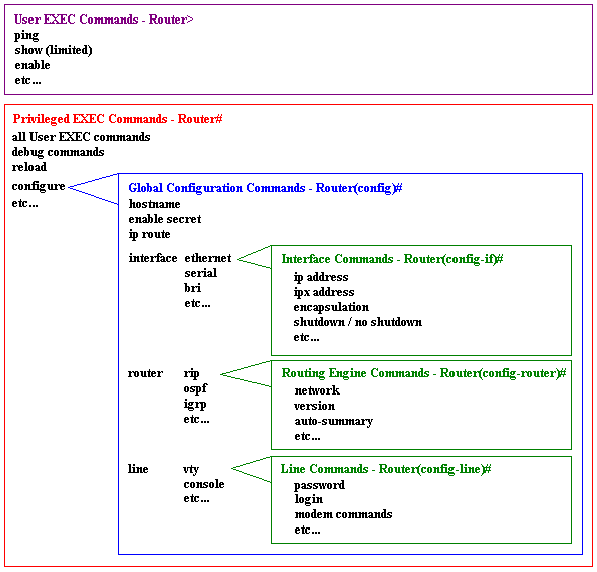 User EXEC Commands - Router>
ping
show (limited)
enable
etc...
Privileged EXEC Commands - Router#
all User EXEC commands
debug commands
reload
configure
etc...
Global Configuration Commands - Router(config)#
hostname
enable secret
ip route
interface ethernet
serial
bri
etc...
Interface Commands - Router(config-if)#
ip address
ipx address
encapsulation
shutdown / no shutdown
etc...
router rip
ospf
igrp
etc...
Routing Engine Commands - Router(config-router)#
network
version
auto-summary
etc...
line vty
console
etc...
Line Commands - Router(config-line)#
password
login
modem commands
etc...